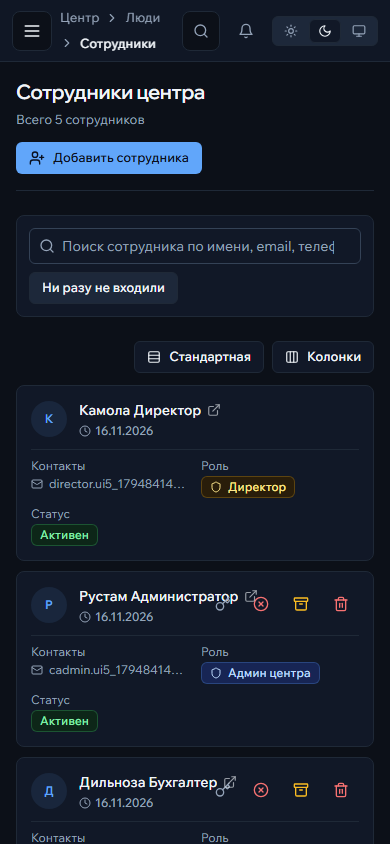 Центр > Люди
> Сотрудники
Сотрудники центра
Всего 5 сотрудников
Добавить сотрудника
Поиск сотрудника по имени, email, телеф
Ни разу не входили
Стандартная
Колонки
К
Камола Директор
16.11.2026
Контакты
Роль
director.ui5_17948414...
Директор
Статус
Активен
Р
Рустам Администратор
16.11.2026
Контакты
Роль
cadmin.ui5_17948414...
Админ центра
Статус
Активен
Д
Дильноза Бухгалтер
16.11.2026
Контакты
Роль